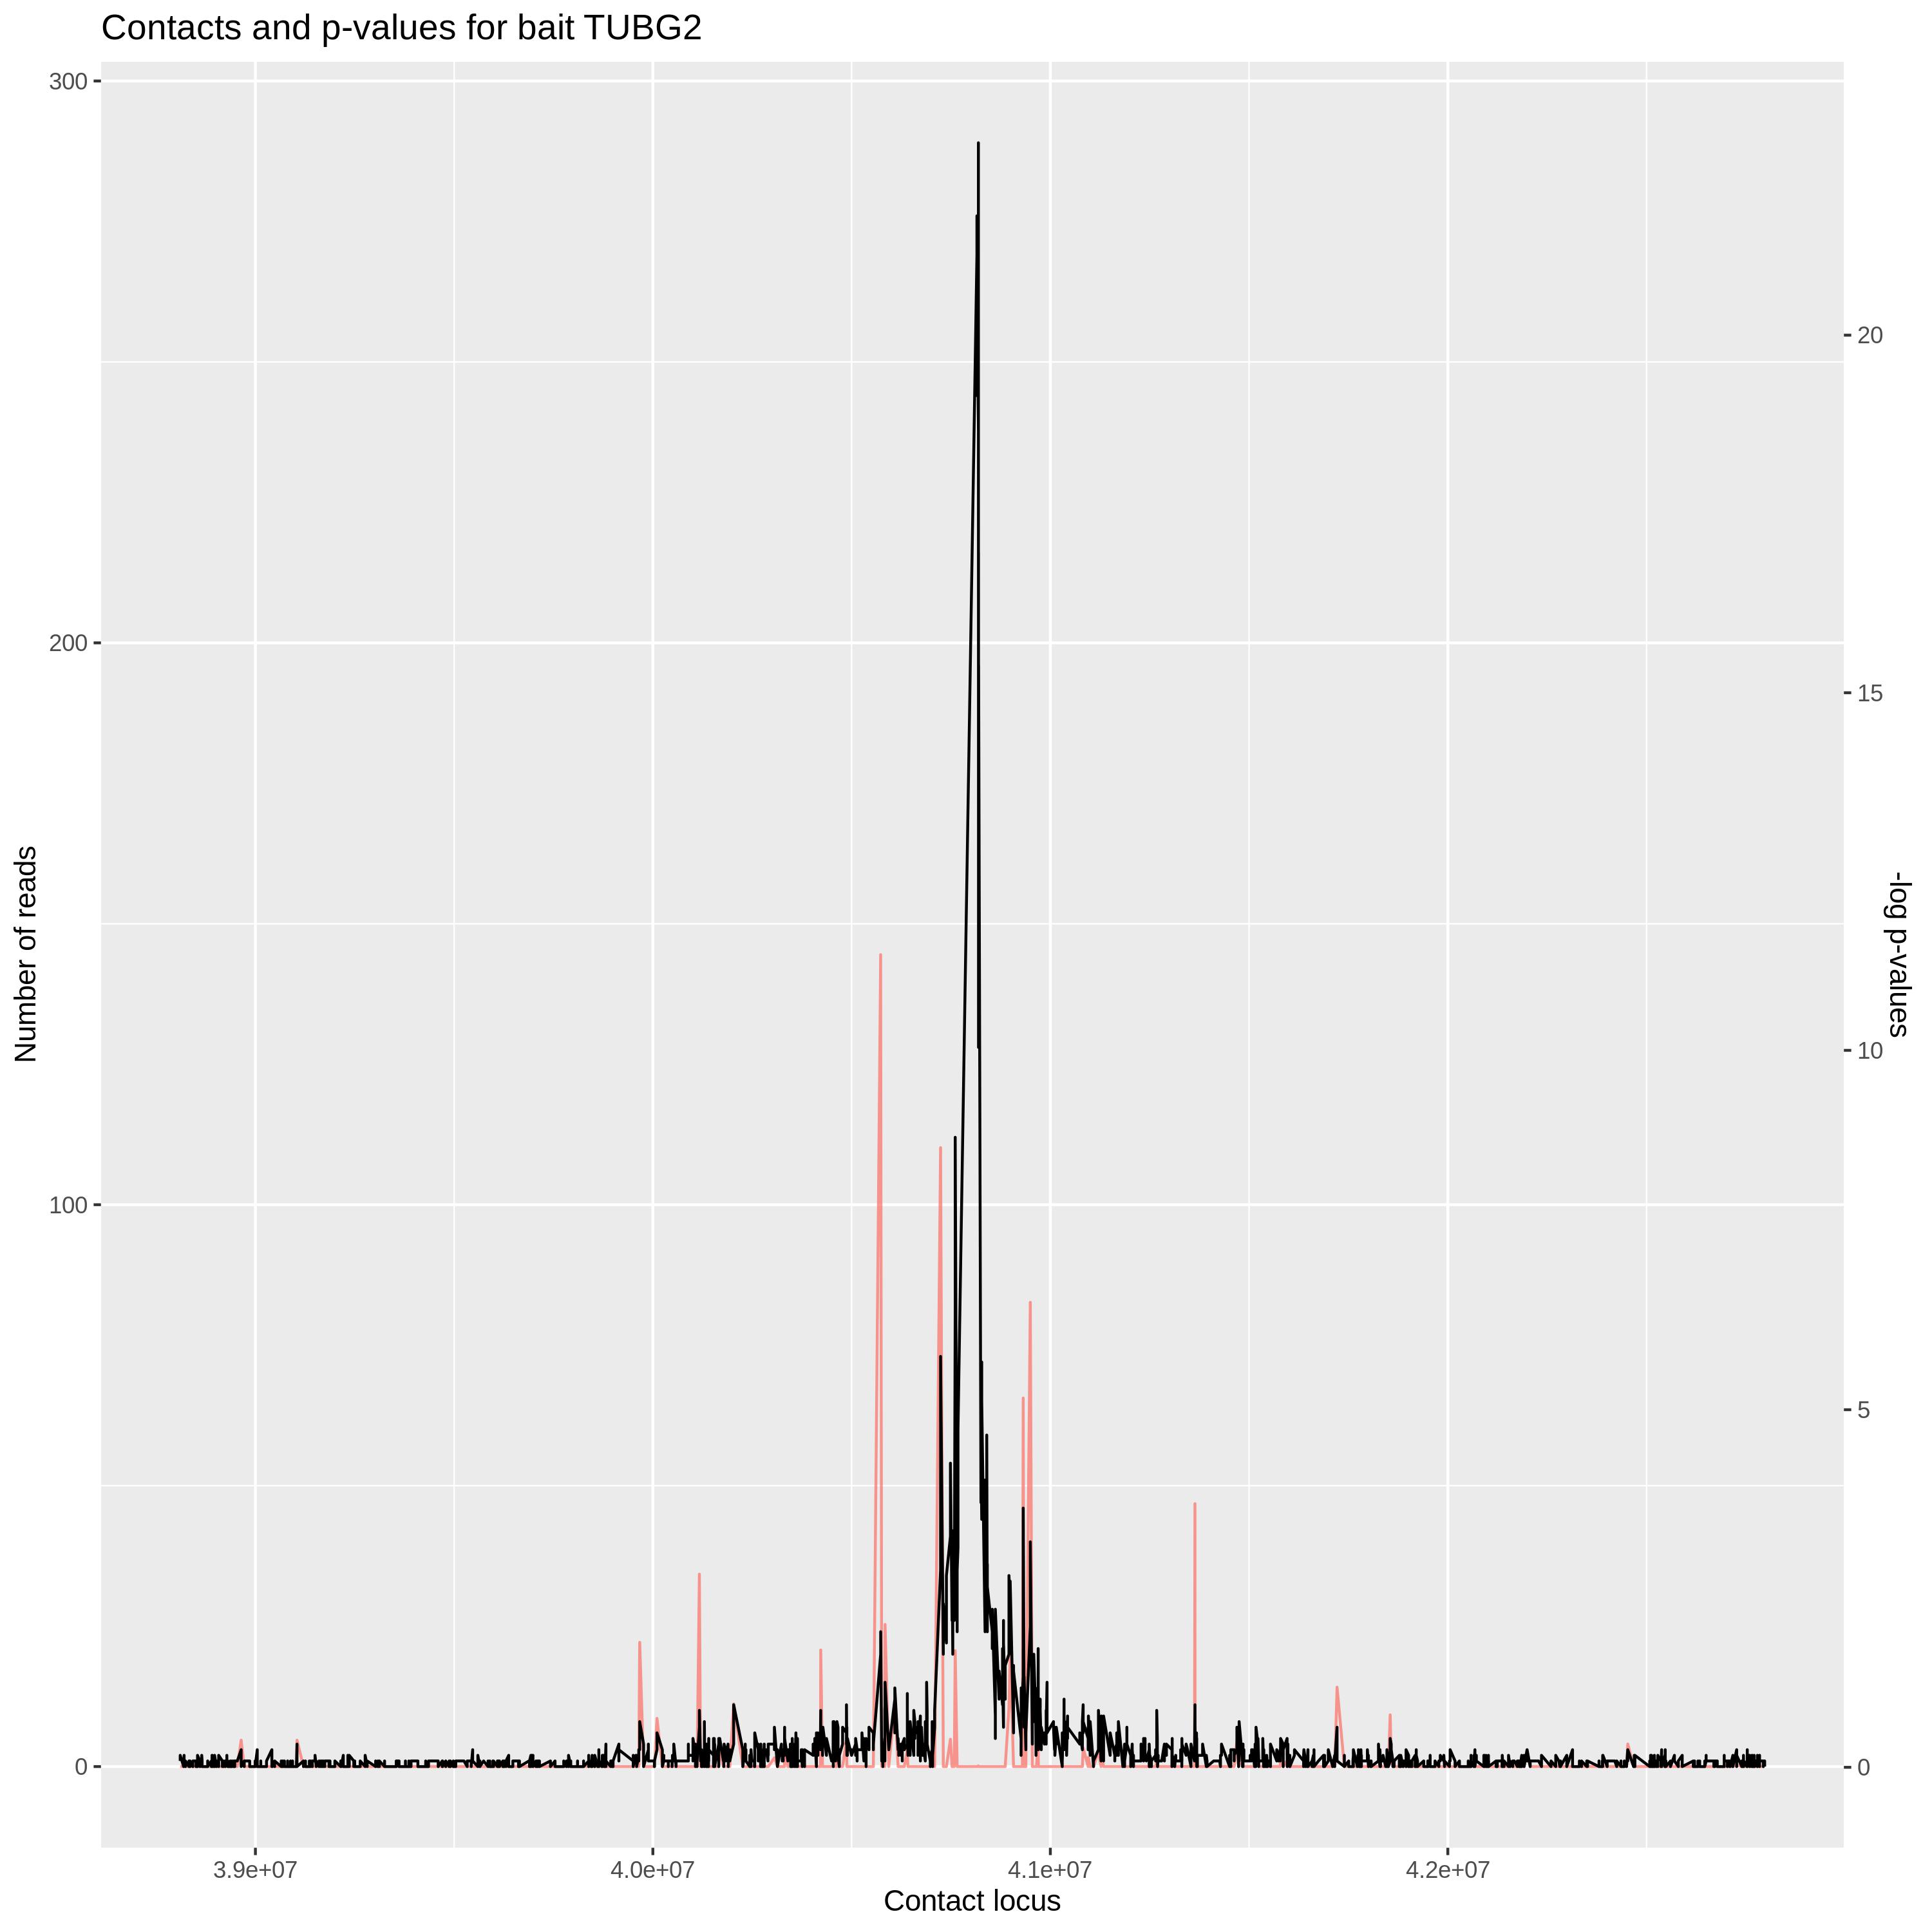 Contacts and p-values for bait TUBG2
300
200
100
0
Number of reads
20
15
10
5
0
-log p-values
3.9e+07
4.0e+07
4.1e+07
4.2e+07
Contact locus